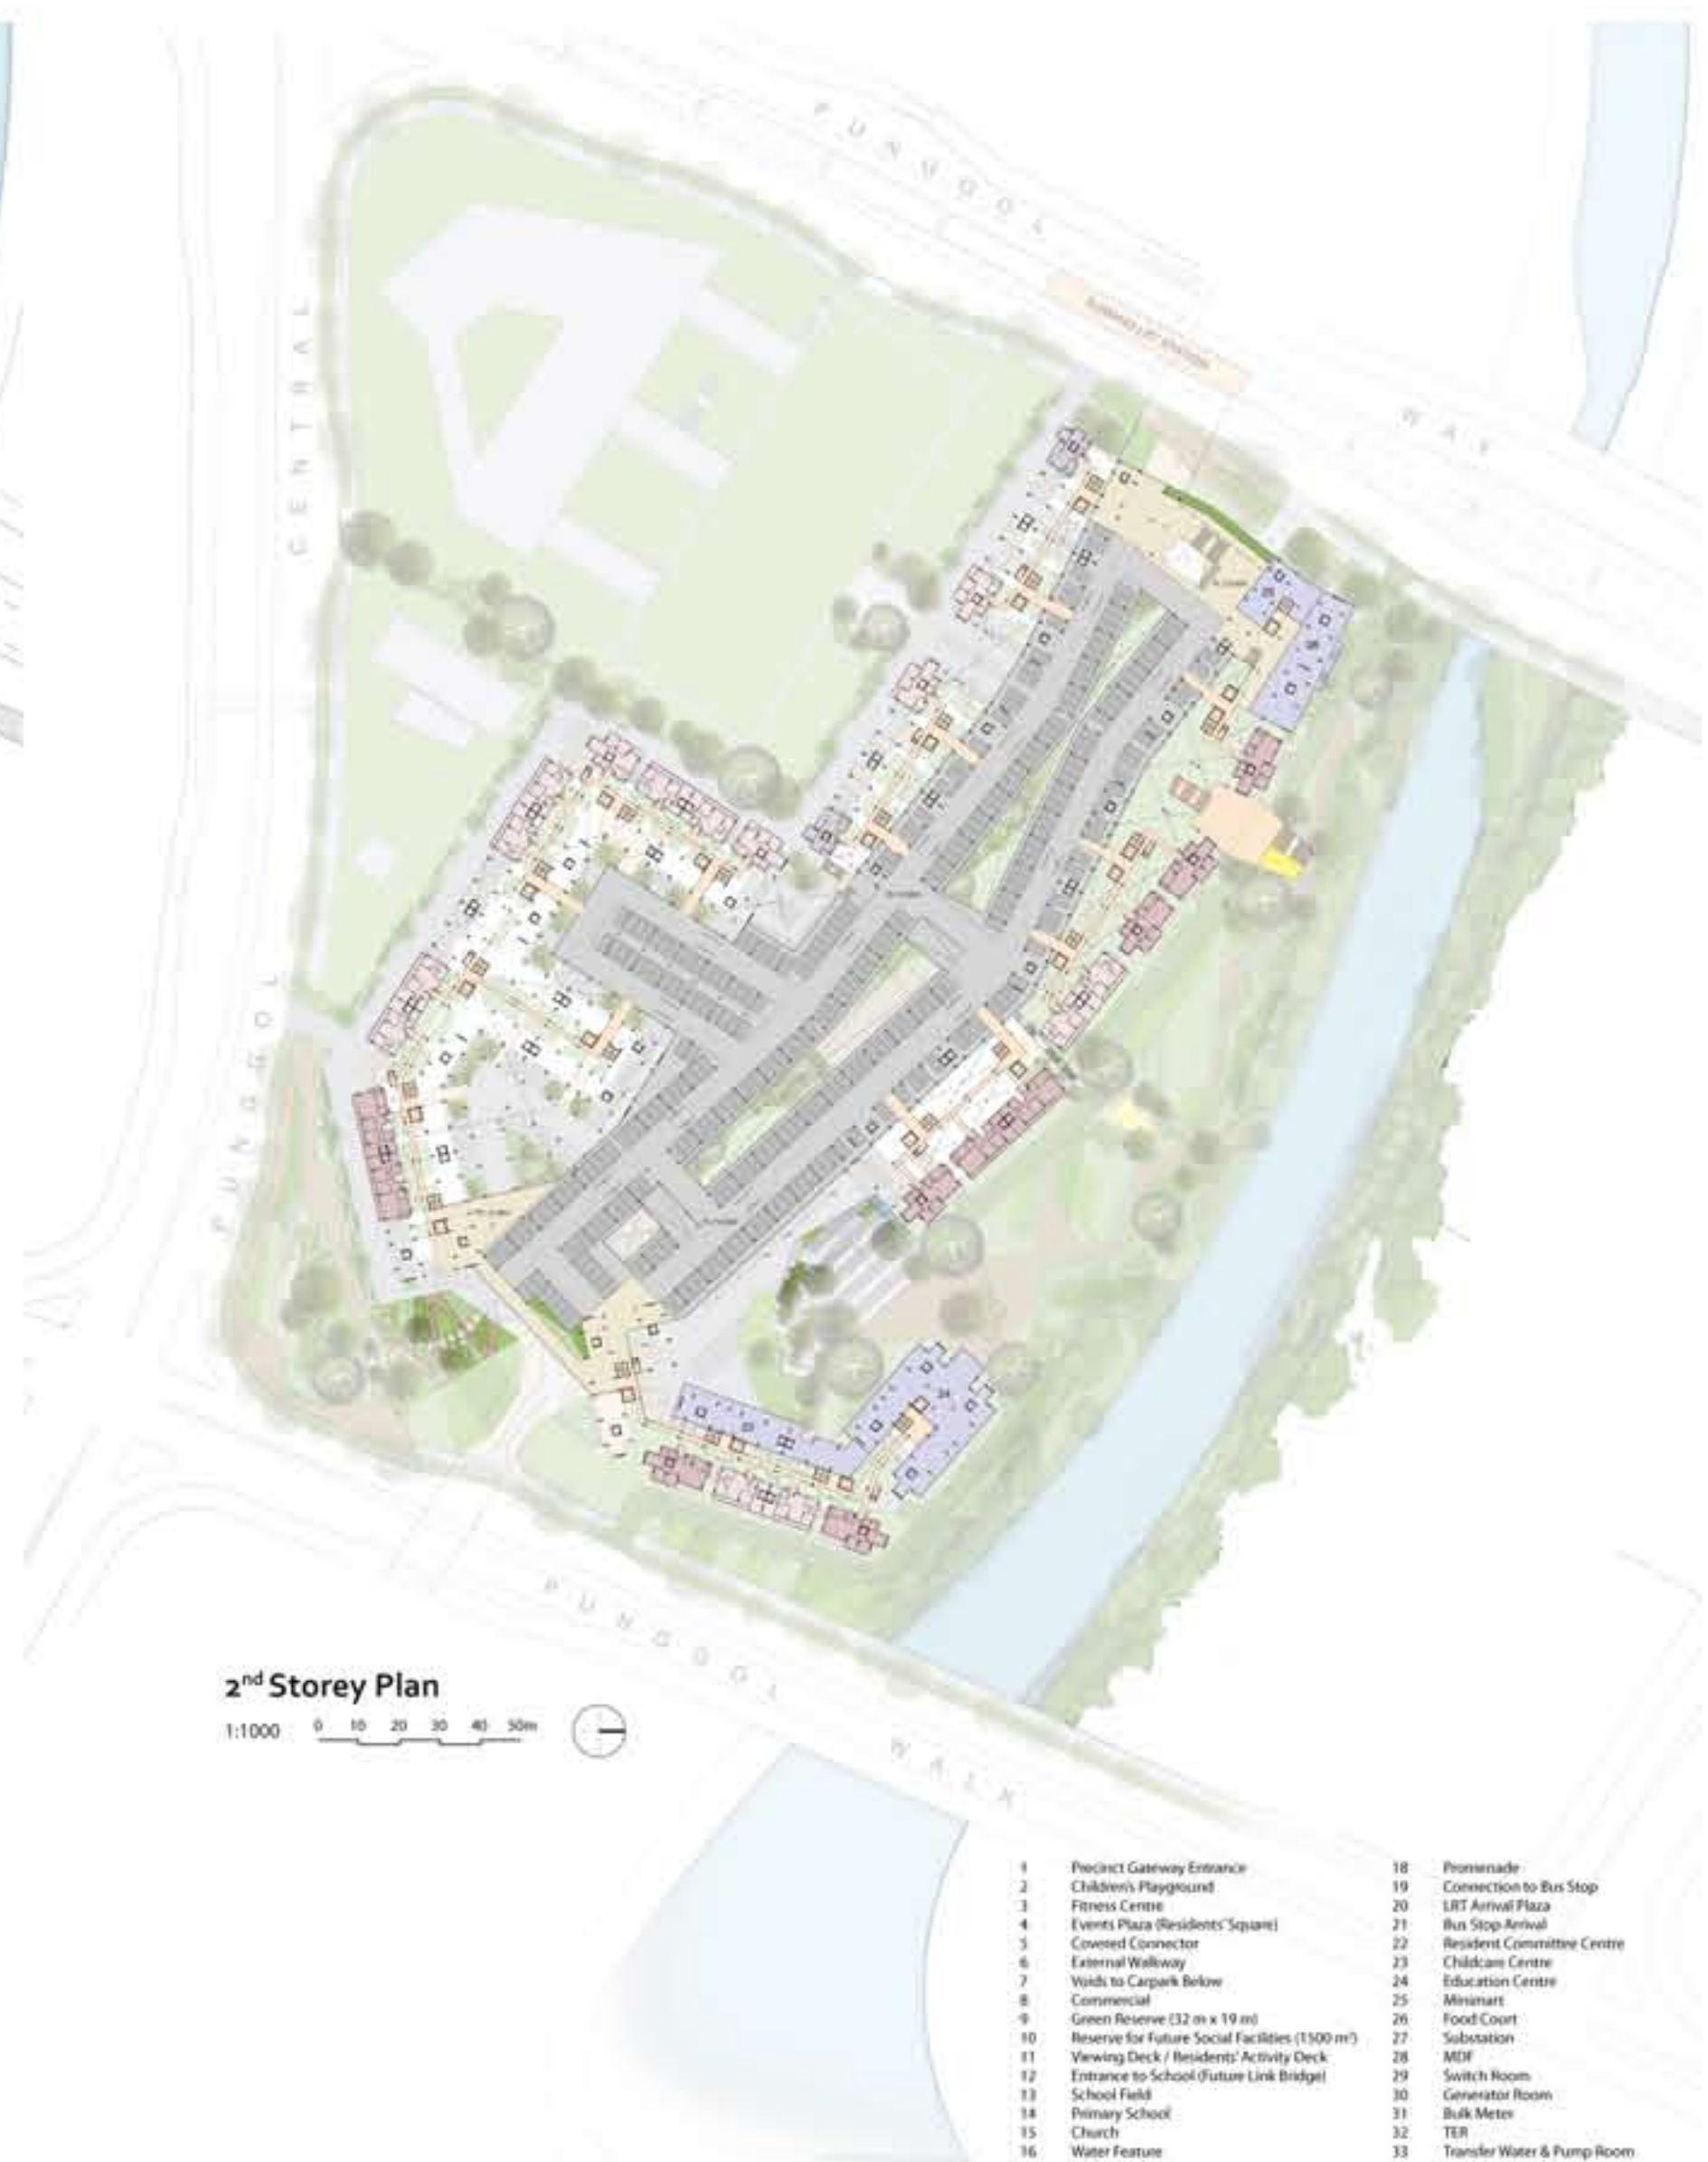 PUNGGOL
WAY
CENTRAL
PUNGGOL
PUNGGOL
WALK
2nd Storey Plan
1:1000 0 10 20 30 40 50m
1 Precinct Gateway Entrance
2 Children's Playground
3 Fitness Centre
4 Events Plaza (Residents' Square)
5 Covered Connector
6 External Walkway
7 Voids to Carpark Below
8 Commercial
9 Green Reserve (32 m x 19 m)
10 Reserve for Future Social Facilities (1500 m²)
11 Viewing Deck / Residents' Activity Deck
12 Entrance to School (Future Link Bridge)
13 School Field
14 Primary School
15 Church
16 Water Feature
18 Promenade
19 Connection to Bus Stop
20 LRT Arrival Plaza
21 Bus Stop Arrival
22 Resident Committee Centre
23 Childcare Centre
24 Education Centre
25 Minimart
26 Food Court
27 Substation
28 MDF
29 Switch Room
30 Generator Room
31 Bulk Meter
32 TER
33 Transfer Water & Pump Room